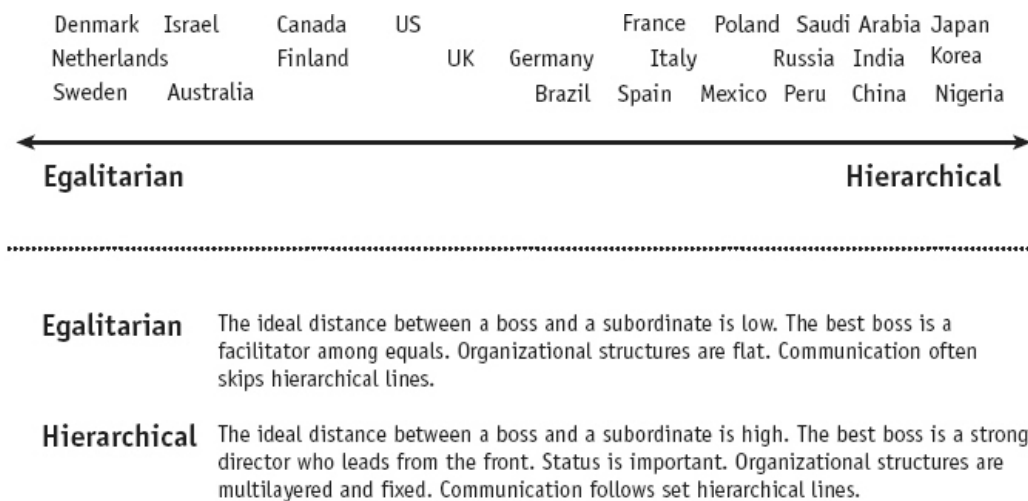 Denmark Israel Canada US France Poland Saudi Arabia Japan
Netherlands Finland UK Germany Italy Russia India Korea
Sweden Australia Brazil Spain Mexico Peru China Nigeria
Egalitarian Hierarchical
Egalitarian The ideal distance between a boss and a subordinate is low. The best boss is a
facilitator among equals. Organizational structures are flat. Communication often
skips hierarchical lines.
Hierarchical The ideal distance between a boss and a subordinate is high. The best boss is a strong
director who leads from the front. Status is important. Organizational structures are
multilayered and fixed. Communication follows set hierarchical lines.